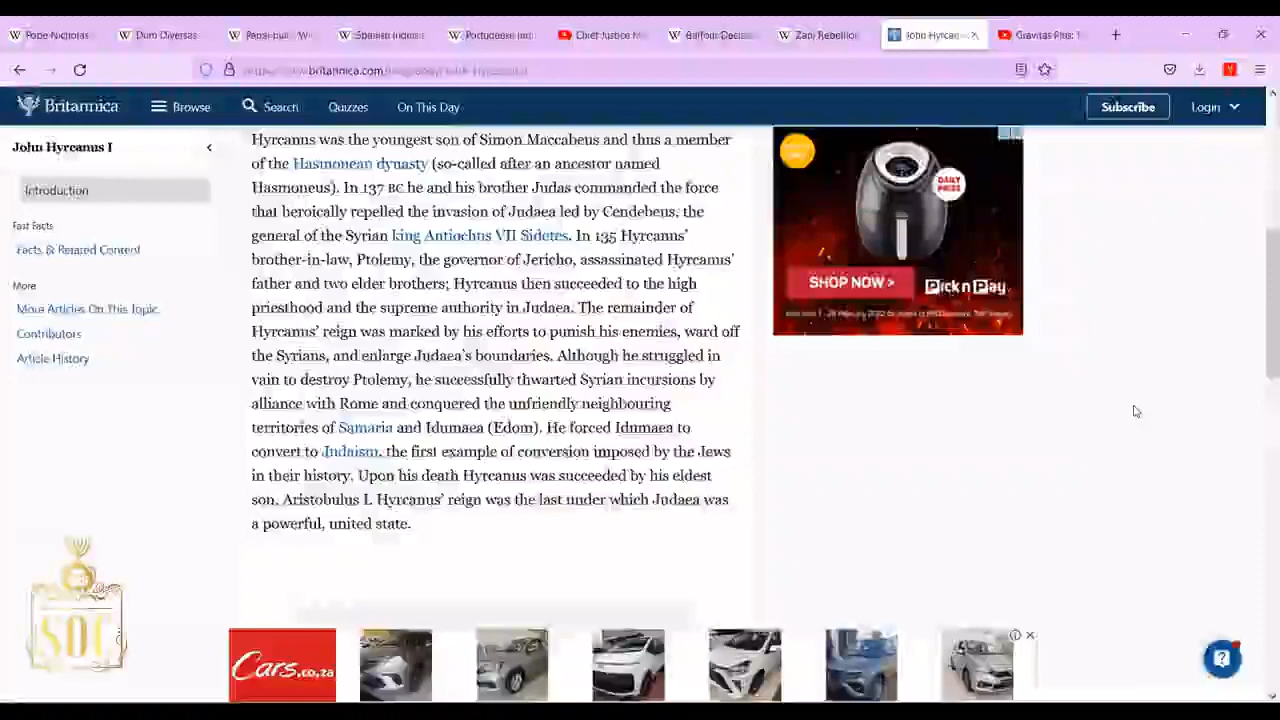 Pope Nicholas
Dum Diversas
Papal bull
Spanish Inquis
Portuguese Inq
Chief Justice M
Balfour Declara
Zanj Rebellion
John Hyrcan
Gravitas Plus: T
britannica.com
Britannica
Browse
Search
Quizzes
On This Day
Subscribe
Login
John Hyrcanus I
Introduction
Fast Facts
Facts & Related Content
More
More Articles On This Topic
Contributors
Article History
Hyrcanus was the youngest son of Simon Maccabeus and thus a member
of the Hasmonean dynasty (so-called after an ancestor named
Hasmoneus). In 137 BC he and his brother Judas commanded the force
that heroically repelled the invasion of Judaea led by Cendebeus, the
general of the Syrian king Antiochus VII Sidetes. In 135 Hyrcanus'
brother-in-law, Ptolemy, the governor of Jericho, assassinated Hyrcanus'
father and two elder brothers; Hyrcanus then succeeded to the high
priesthood and the supreme authority in Judaea. The remainder of
Hyrcanus' reign was marked by his efforts to punish his enemies, ward off
the Syrians, and enlarge Judaea's boundaries. Although he struggled in
vain to destroy Ptolemy, he successfully thwarted Syrian incursions by
alliance with Rome and conquered the unfriendly neighbouring
territories of Samaria and Idumaea (Edom). He forced Idumaea to
convert to Judaism, the first example of conversion imposed by the Jews
in their history. Upon his death Hyrcanus was succeeded by his eldest
son, Aristobulus I. Hyrcanus' reign was the last under which Judaea was
a powerful, united state.
DAILY
PRICE
SHOP NOW >
Pick n Pay
SOC
Cars.co.za